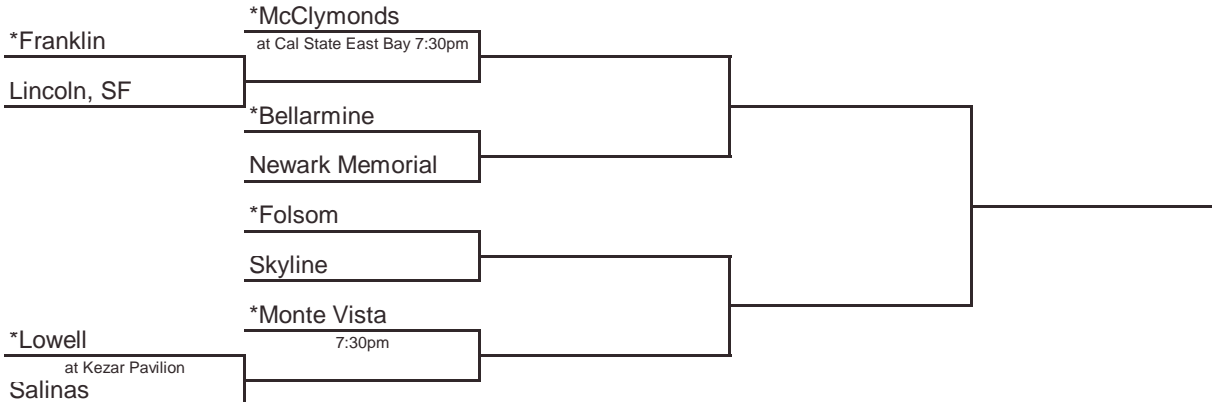 *McClymonds
*Franklin
at Cal State East Bay 7:30pm
Lincoln, SF
*Bellarmine
Newark Memorial
*Folsom
Skyline
*Monte Vista
*Lowell
7:30pm
at Kezar Pavilion
Salinas